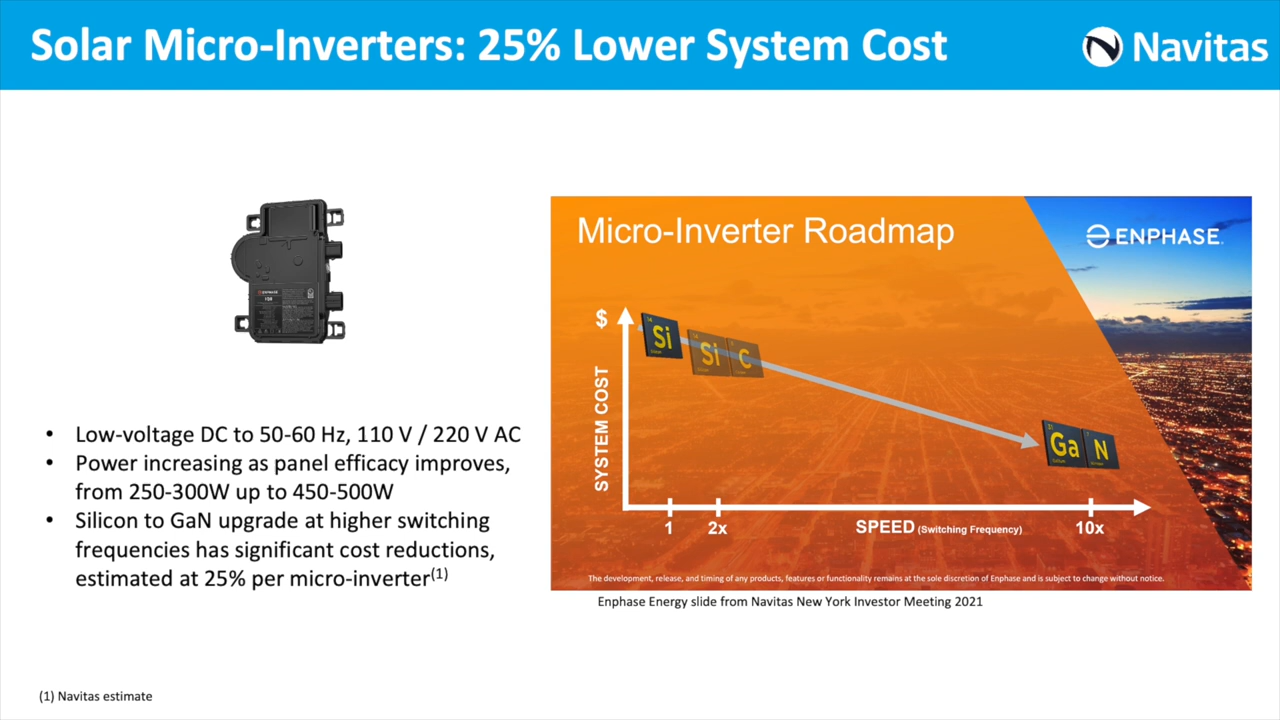 Solar Micro-Inverters: 25% Lower System Cost
Navitas
ENPHASE
• Low-voltage DC to 50-60 Hz, 110 V / 220 V AC
• Power increasing as panel efficacy improves,
from 250-300W up to 450-500W
• Silicon to GaN upgrade at higher switching
frequencies has significant cost reductions,
estimated at 25% per micro-inverter(1)
Micro-Inverter Roadmap
ENPHASE
$
SYSTEM COST
14
Si
14
Si
C
31
Ga
7
N
1
2x
SPEED (Switching Frequency)
10x
The development, release, and timing of any products, features or functionality remains at the sole discretion of Enphase and is subject to change without notice.
Enphase Energy slide from Navitas New York Investor Meeting 2021
(1) Navitas estimate